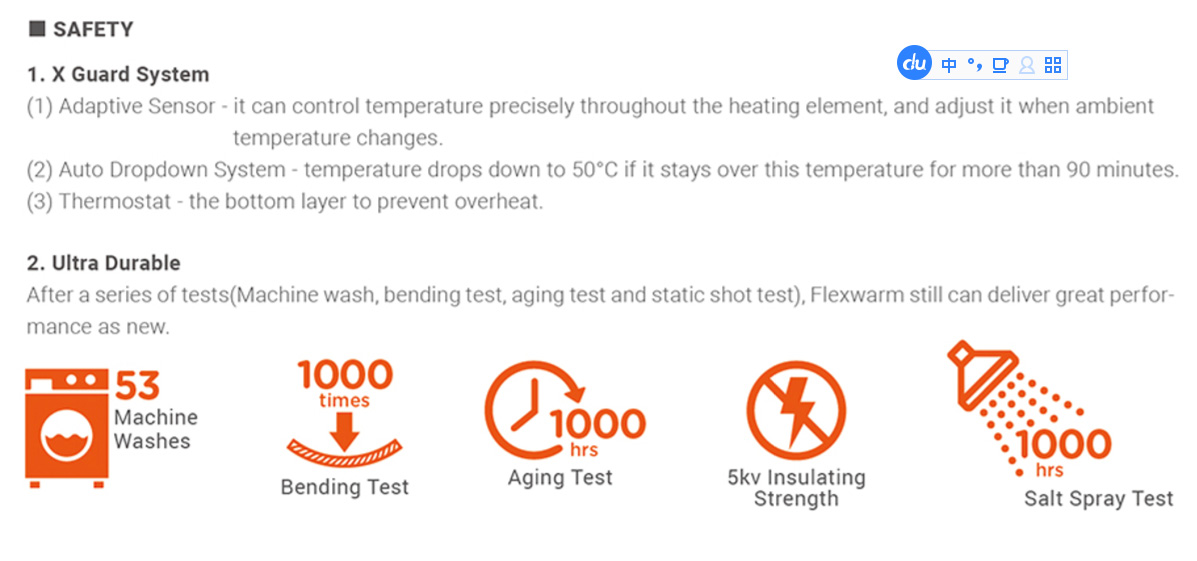 SAFETY
du 中 °,
1. X Guard System
(1) Adaptive Sensor - it can control temperature precisely throughout the heating element, and adjust it when ambient
temperature changes.
(2) Auto Dropdown System - temperature drops down to 50°C if it stays over this temperature for more than 90 minutes.
(3) Thermostat - the bottom layer to prevent overheat.
2. Ultra Durable
After a series of tests(Machine wash, bending test, aging test and static shot test), Flexwarm still can deliver great perfor-
mance as new.
53
Machine
Washes
1000
times
Bending Test
1000
hrs
Aging Test
5kv Insulating
Strength
1000
hrs
Salt Spray Test